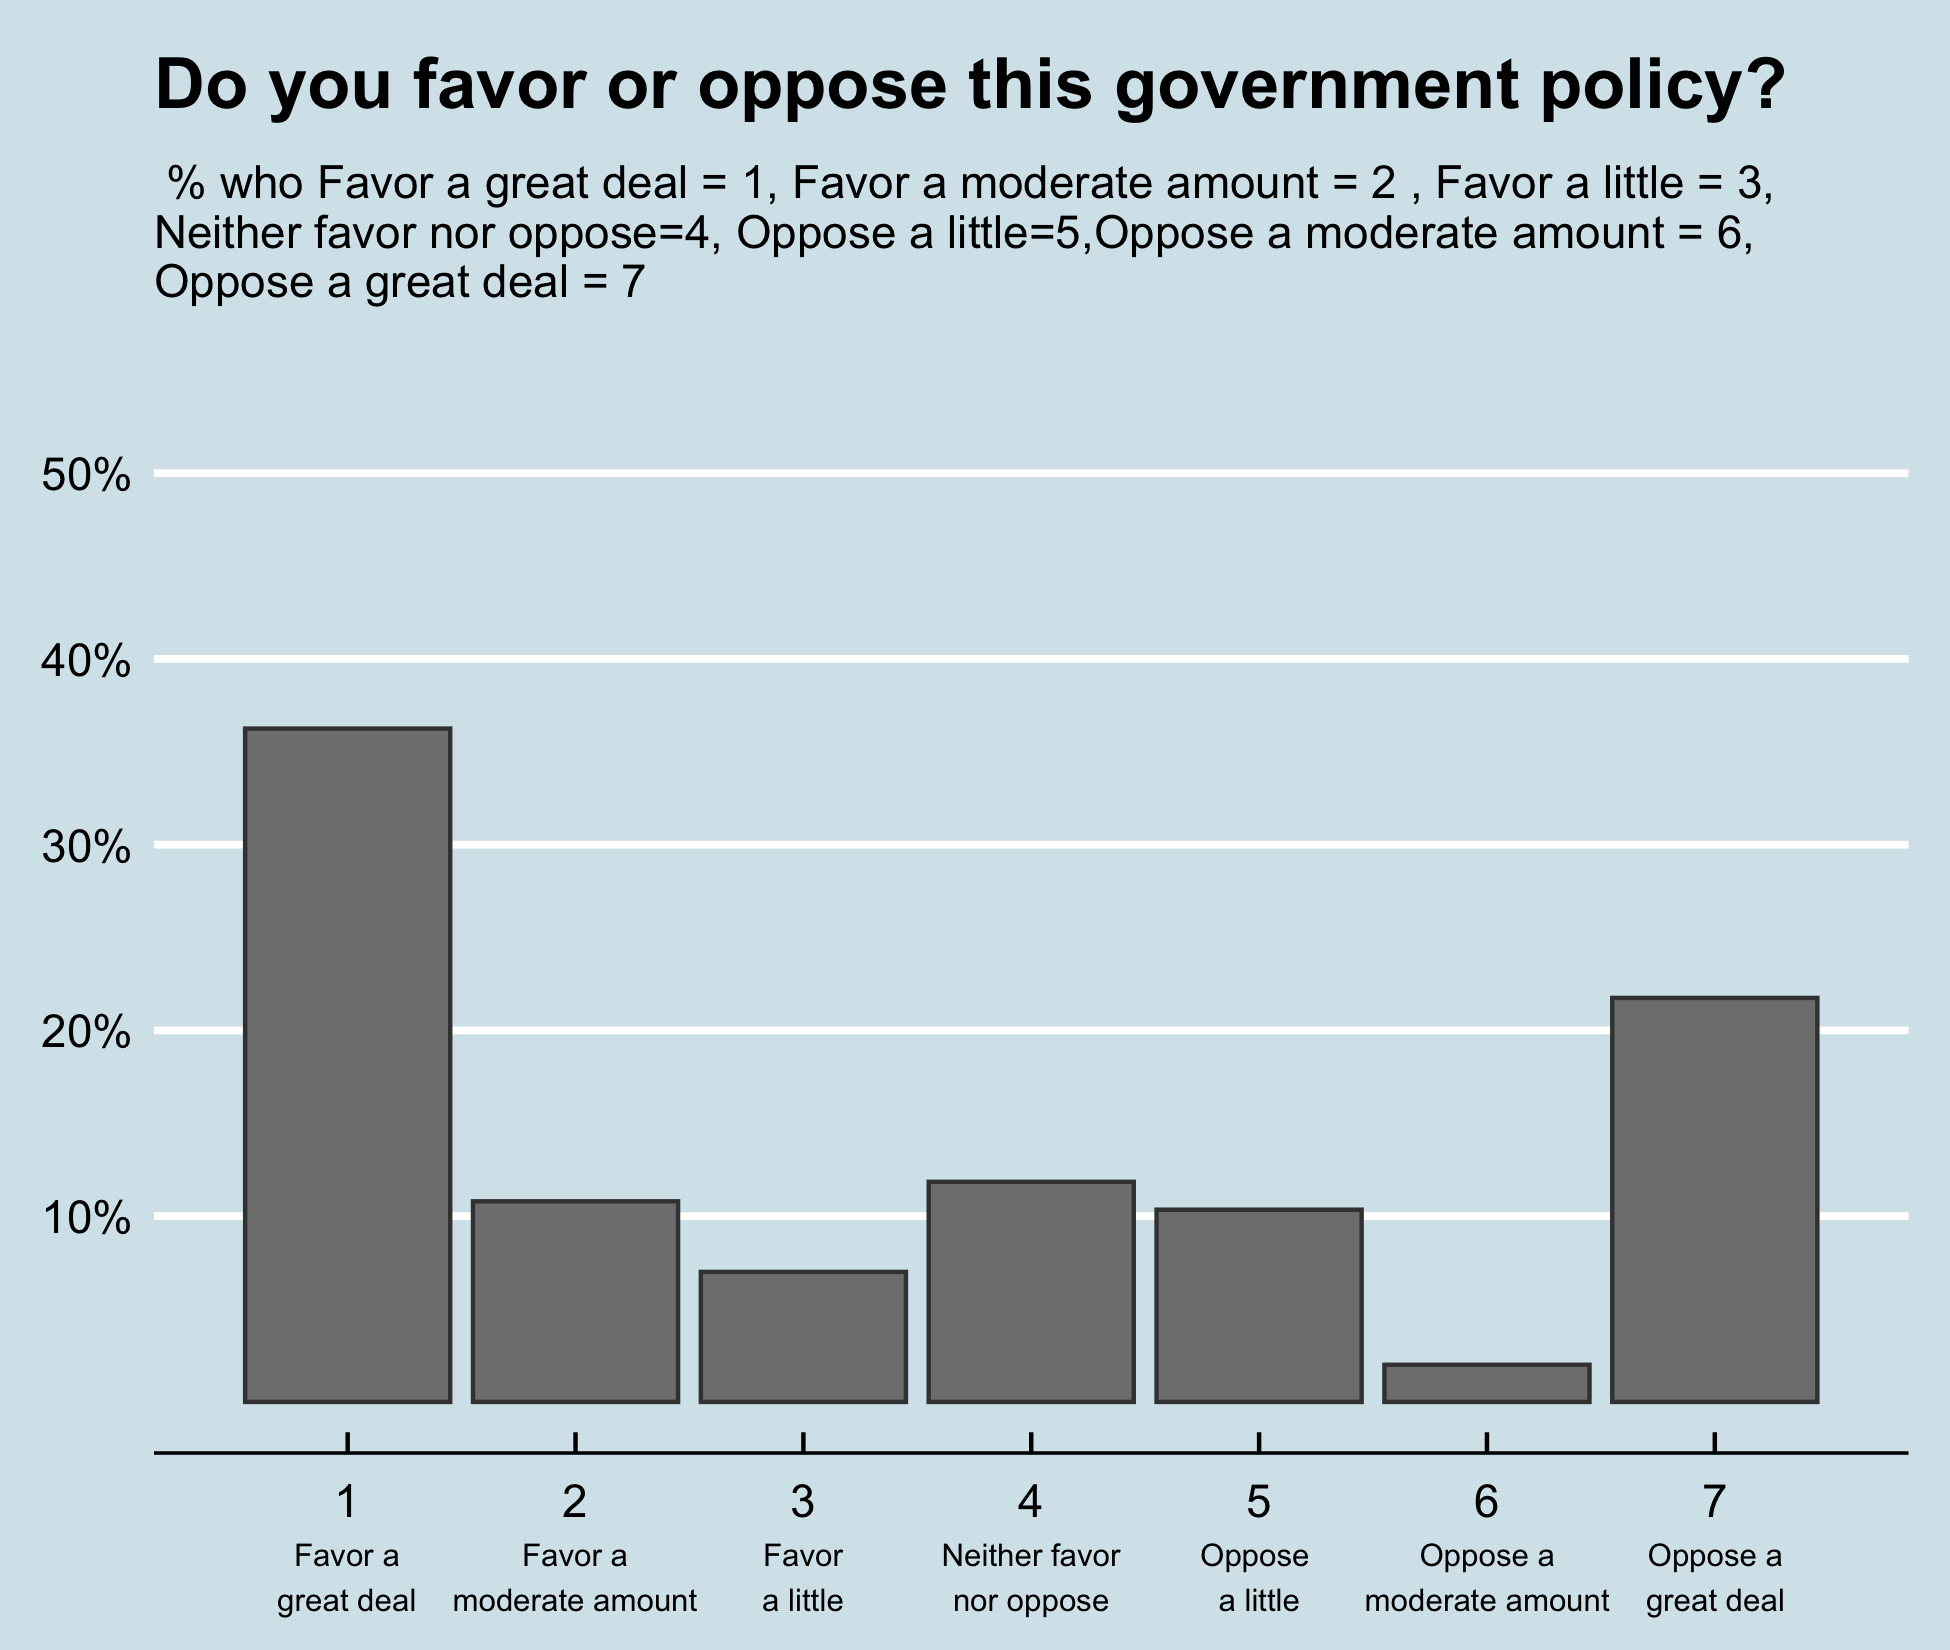 Do you favor or oppose this government policy?
% who Favor a great deal = 1, Favor a moderate amount = 2 , Favor a little = 3,
Neither favor nor oppose=4, Oppose a little=5,Oppose a moderate amount = 6,
Oppose a great deal = 7
50%
40%
30%
20%
10%
1 2 3 4 5 6 7
Favor a Favor a Favor Neither favor Oppose Oppose a Oppose a
great deal moderate amount a little nor oppose a little moderate amount great deal